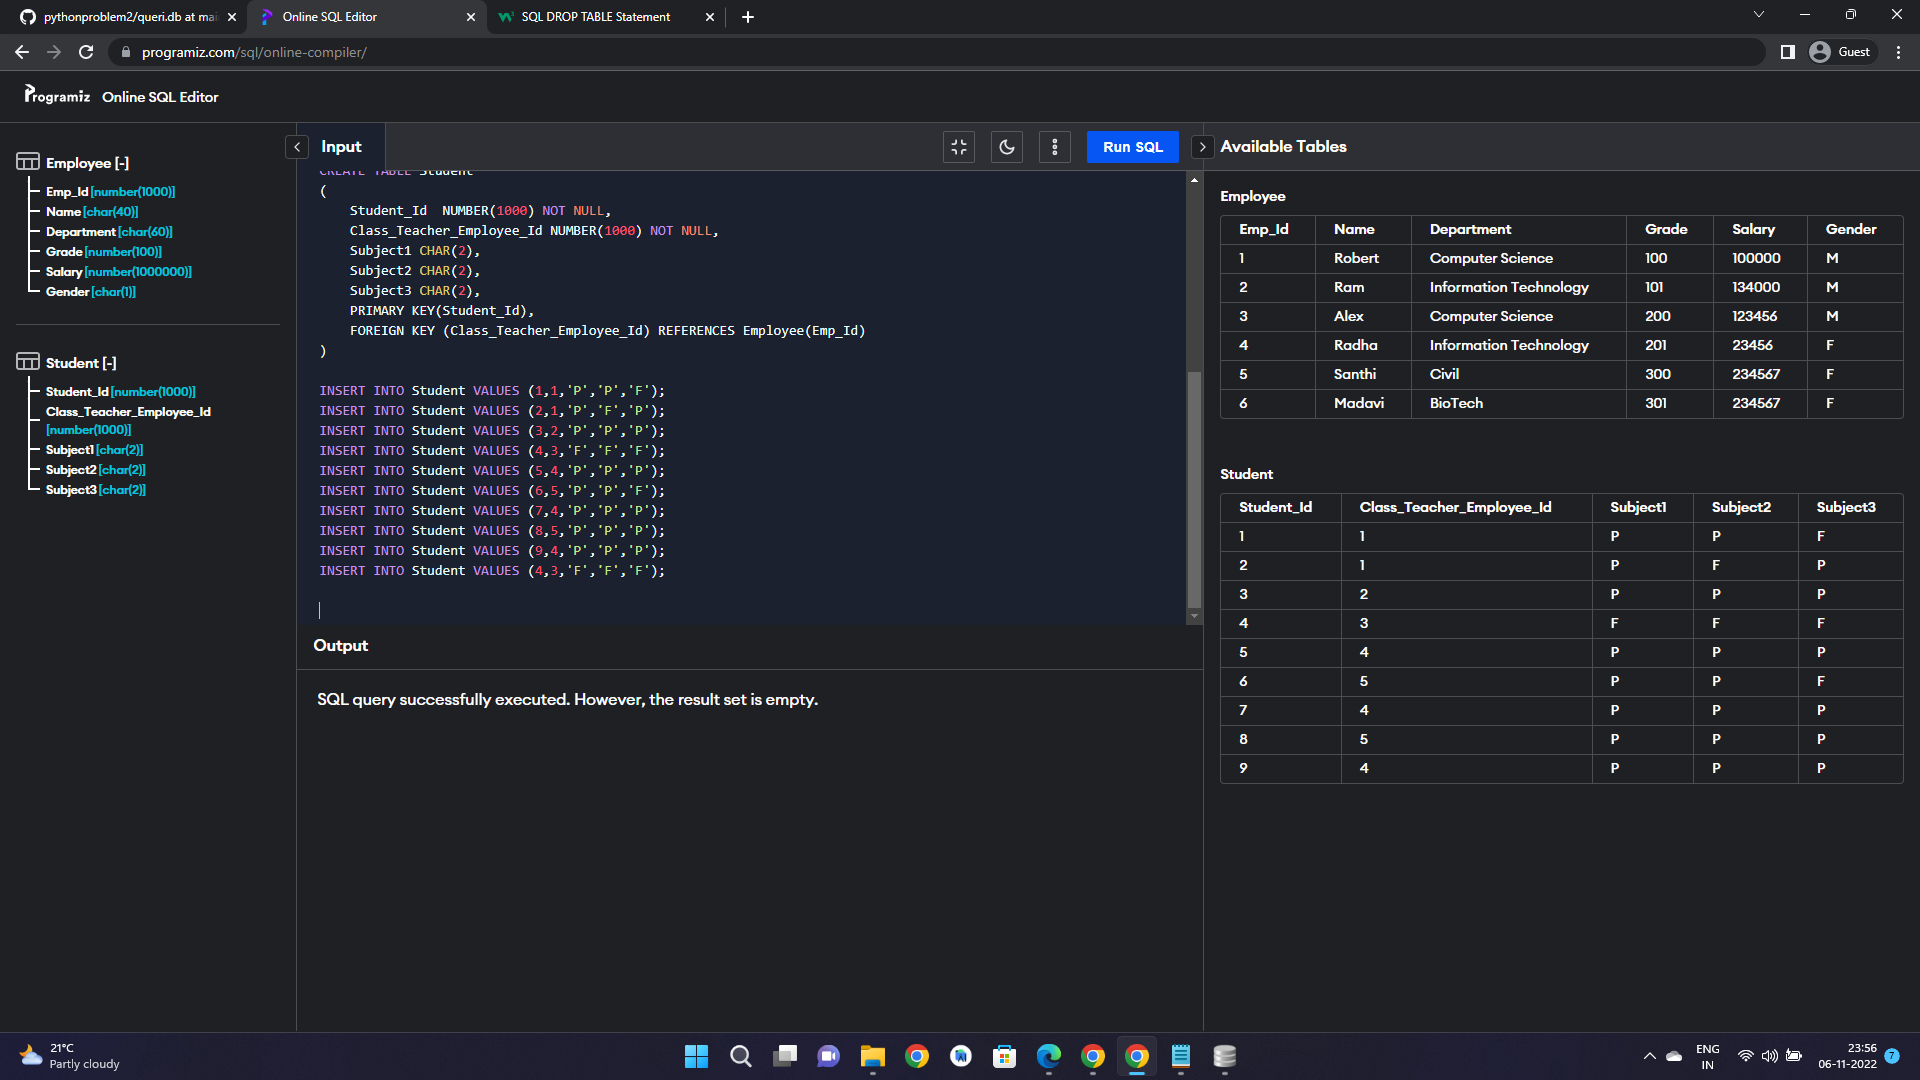 pythonproblem2/queri.db at mai
Online SQL Editor
SQL DROP TABLE Statement
programiz.com/sql/online-compiler/
Guest
Programiz
Online SQL Editor
Employee [-]
Emp_Id [number(1000)]
Name [char(40)]
Department [char(60)]
Grade [number(100)]
Salary [number(1000000)]
Gender [char(1)]
Student [-]
Student_Id [number(1000)]
Class_Teacher_Employee_Id
[number(1000)]
Subject1 [char(2)]
Subject2 [char(2)]
Subject3 [char(2)]
Input
Run SQL
CREATE TABLE Student
(
Student_Id  NUMBER(1000) NOT NULL,
Class_Teacher_Employee_Id NUMBER(1000) NOT NULL,
Subject1 CHAR(2),
Subject2 CHAR(2),
Subject3 CHAR(2),
PRIMARY KEY(Student_Id),
FOREIGN KEY (Class_Teacher_Employee_Id) REFERENCES Employee(Emp_Id)
)
INSERT INTO Student VALUES (1,1,'P','P','F');
INSERT INTO Student VALUES (2,1,'P','F','P');
INSERT INTO Student VALUES (3,2,'P','P','P');
INSERT INTO Student VALUES (4,3,'F','F','F');
INSERT INTO Student VALUES (5,4,'P','P','P');
INSERT INTO Student VALUES (6,5,'P','P','F');
INSERT INTO Student VALUES (7,4,'P','P','P');
INSERT INTO Student VALUES (8,5,'P','P','P');
INSERT INTO Student VALUES (9,4,'P','P','P');
INSERT INTO Student VALUES (4,3,'F','F','F');
Output
SQL query successfully executed. However, the result set is empty.
Available Tables
Employee
Emp_Id Name Department Grade Salary Gender
1 Robert Computer Science 100 100000 M
2 Ram Information Technology 101 134000 M
3 Alex Computer Science 200 123456 M
4 Radha Information Technology 201 23456 F
5 Santhi Civil 300 234567 F
6 Madavi BioTech 301 234567 F
Student
Student_Id Class_Teacher_Employee_Id Subject1 Subject2 Subject3
1 1 P P F
2 1 P F P
3 2 P P P
4 3 F F F
5 4 P P P
6 5 P P F
7 4 P P P
8 5 P P P
9 4 P P P
21°C
Partly cloudy
ENG
IN
23:56
06-11-2022
7